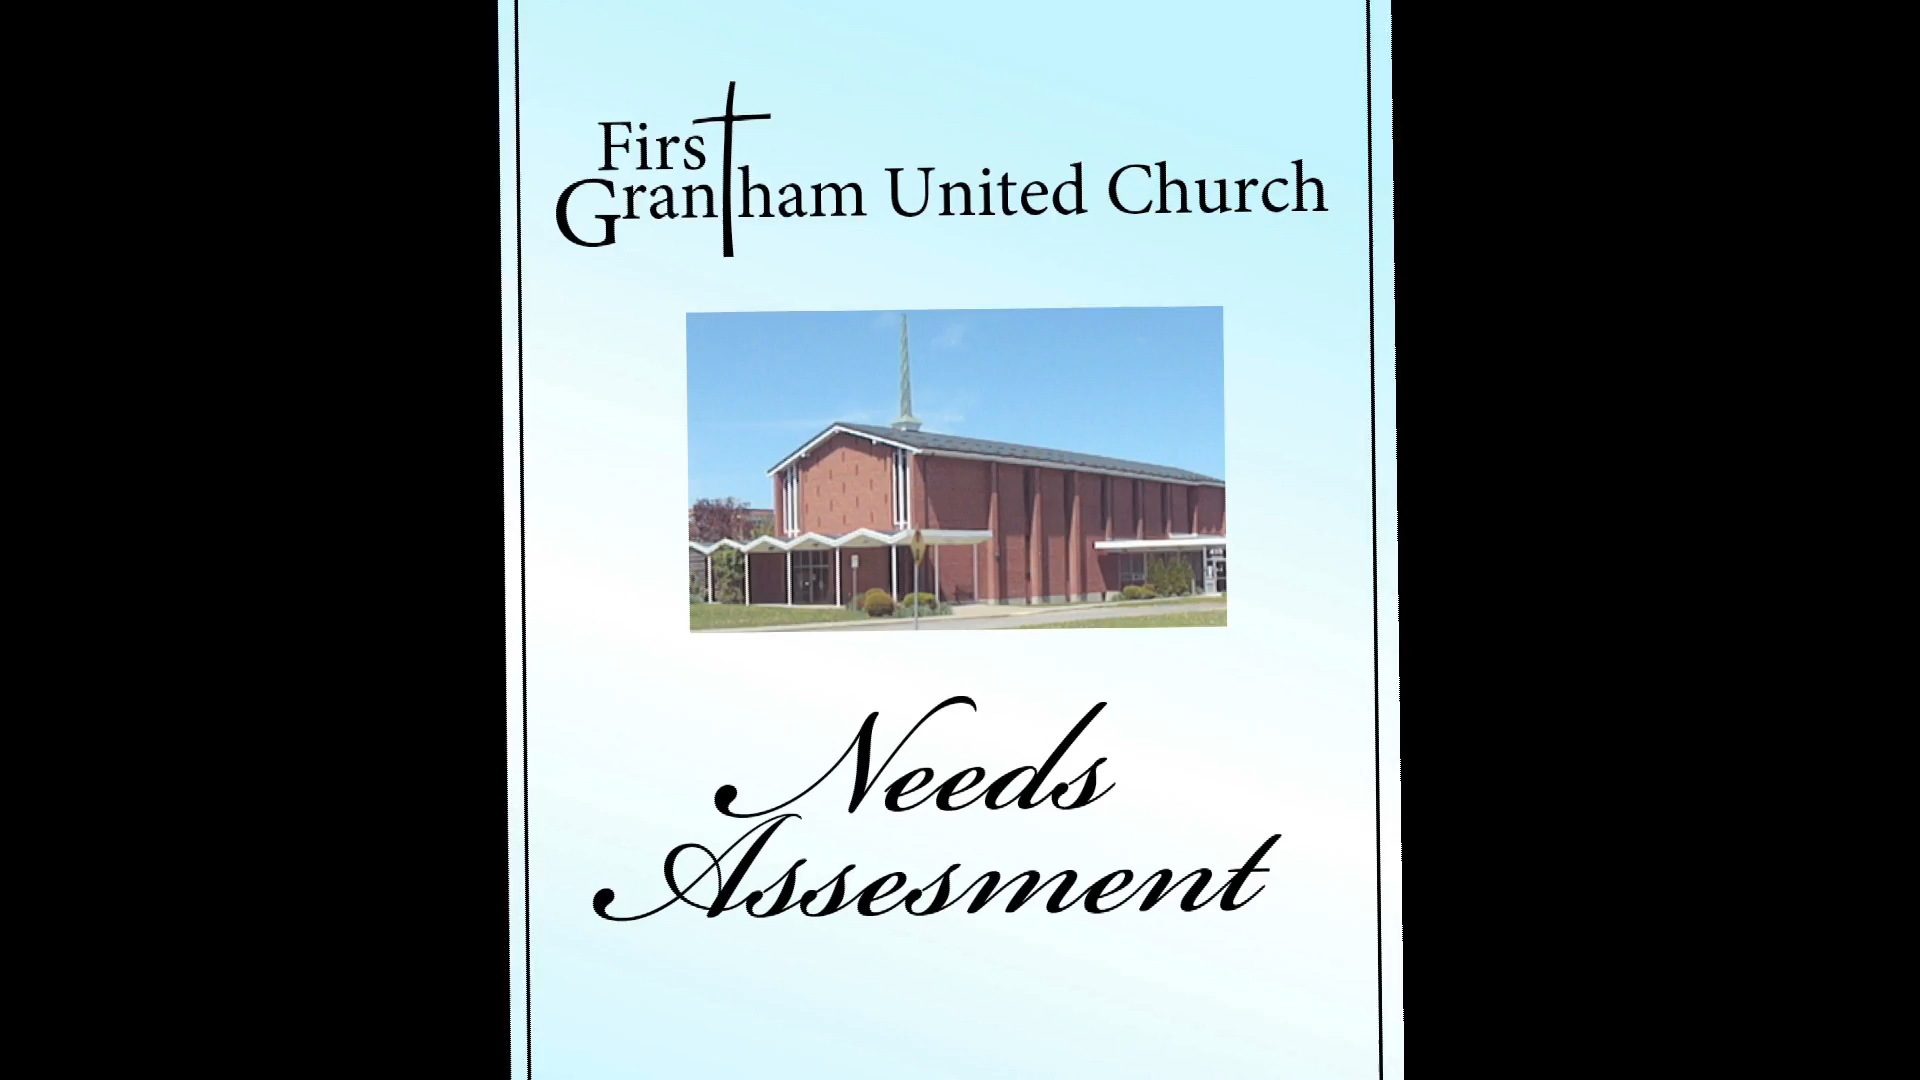 First
Grantham United Church
Needs
Assesment